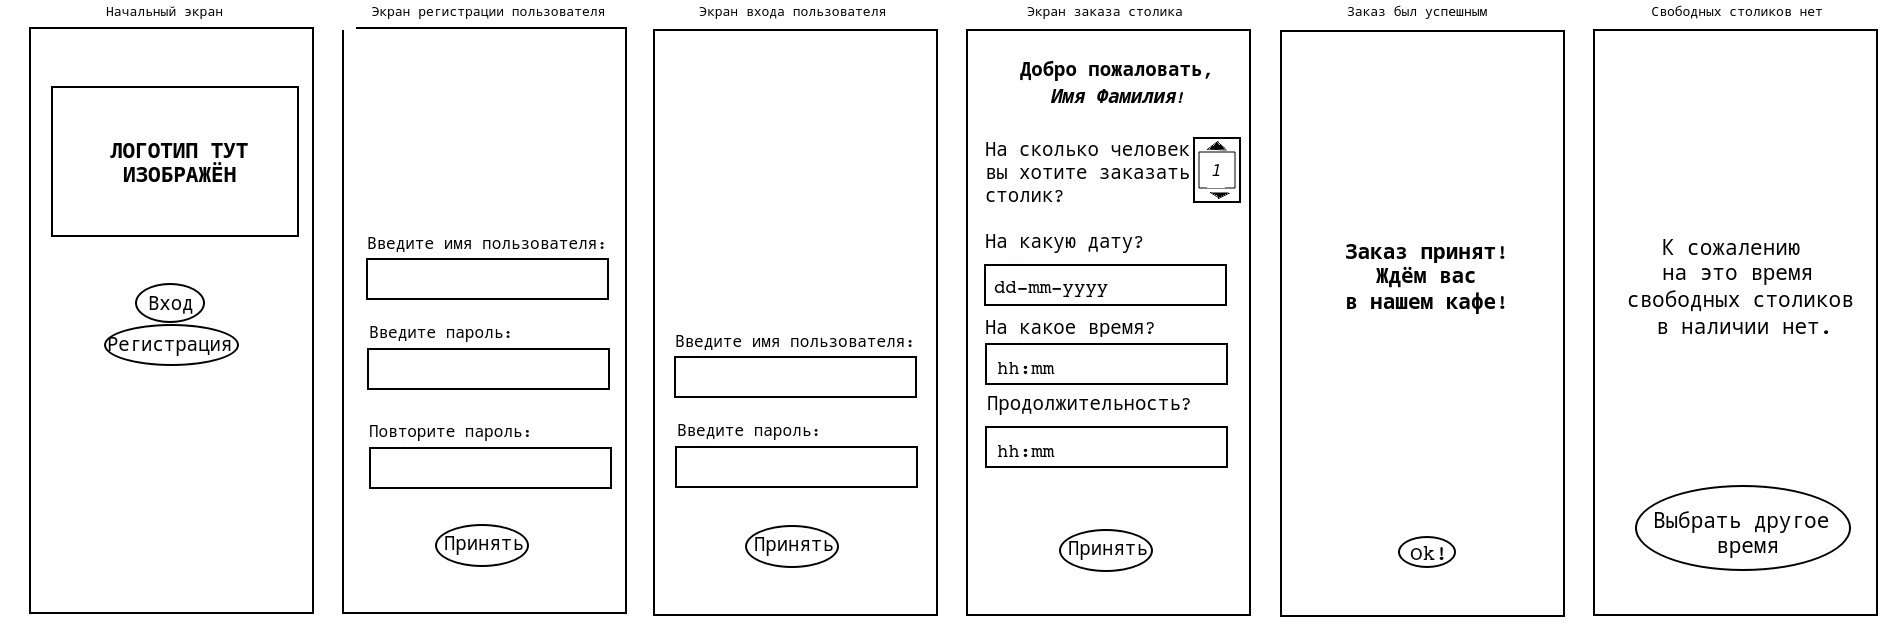 Начальный экран
ЛОГОТИП ТУТ
ИЗОБРАЖЁН
Вход
Регистрация
Экран регистрации пользователя
Введите имя пользователя:
Введите пароль:
Повторите пароль:
Принять
Экран входа пользователя
Введите имя пользователя:
Введите пароль:
Принять
Экран заказа столика
Добро пожаловать,
Имя Фамилия!
На сколько человек
вы хотите заказать
столик?
1
На какую дату?
dd-mm-yyyy
На какое время?
hh:mm
Продолжительность?
hh:mm
Принять
Заказ был успешным
Заказ принят!
Ждём вас
в нашем кафе!
Ok!
Свободных столиков нет
К сожалению
на это время
свободных столиков
в наличии нет.
Выбрать другое
время